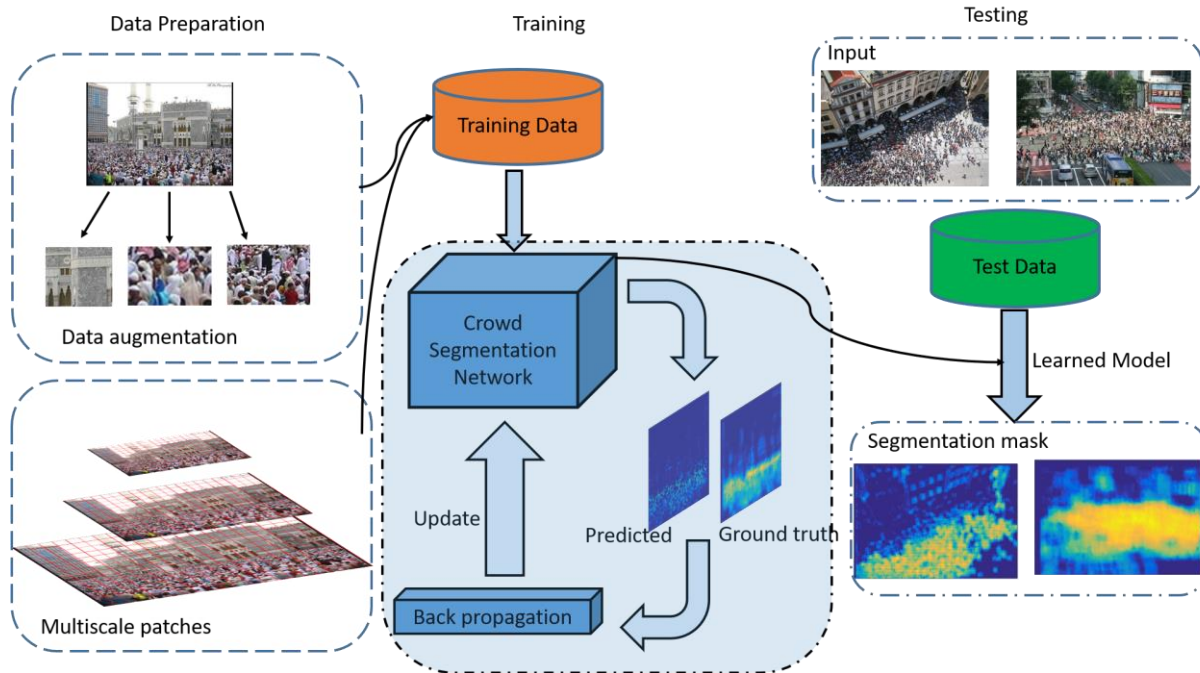 Data Preparation
Training
Testing
Data augmentation
Multiscale patches
Training Data
Crowd
Segmentation
Network
Update
Predicted
Ground truth
Back propagation
Input
Test Data
Learned Model
Segmentation mask